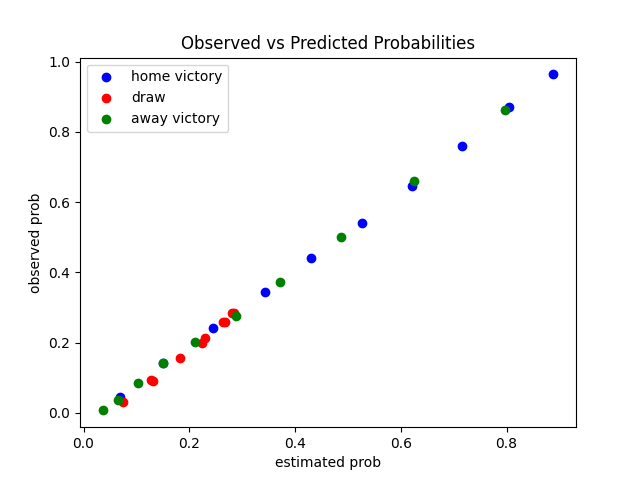 Observed vs Predicted Probabilities
home victory
draw
away victory
observed prob
1.0
0.8
0.6
0.4
0.2
0.0
0.0 0.2 0.4 0.6 0.8
estimated prob